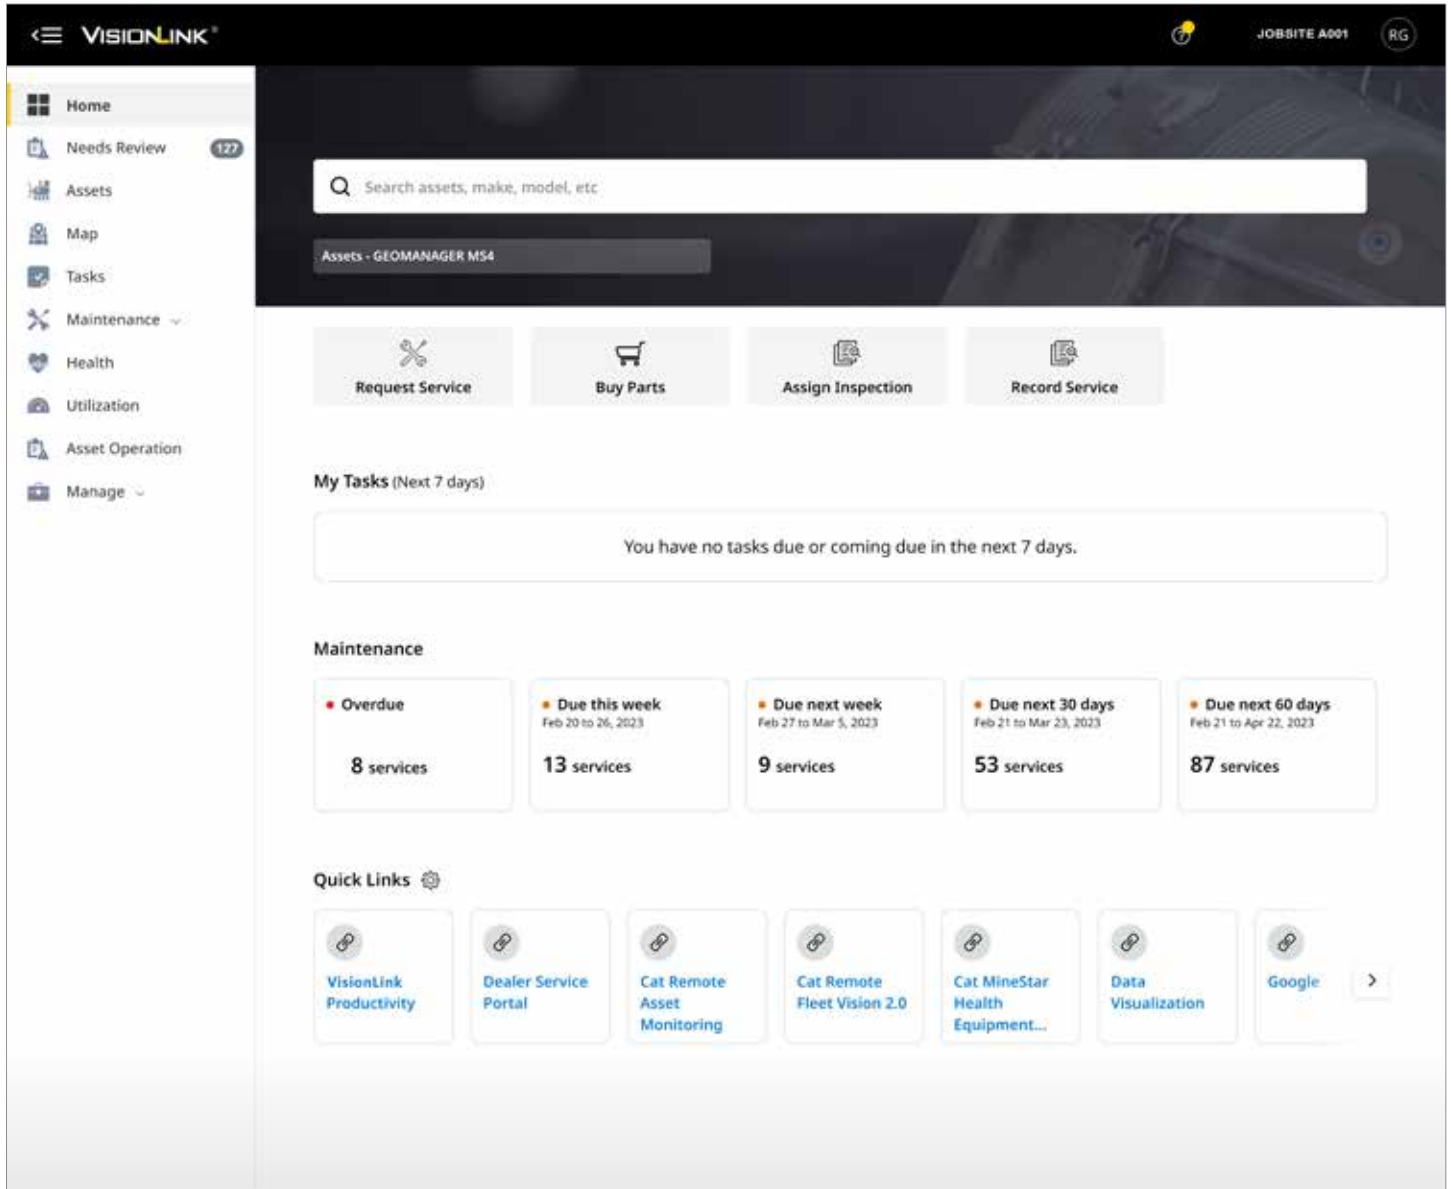 VISIONLINK®
JOBSITE A001
RG
Home
Needs Review 127
Assets
Map
Tasks
Maintenance
Health
Utilization
Asset Operation
Manage
Search assets, make, model, etc
Assets - GEOMANAGER MS4
Request Service
Buy Parts
Assign Inspection
Record Service
My Tasks (Next 7 days)
You have no tasks due or coming due in the next 7 days.
Maintenance
Overdue
8 services
Due this week
Feb 20 to 26, 2023
13 services
Due next week
Feb 27 to Mar 5, 2023
9 services
Due next 30 days
Feb 21 to Mar 23, 2023
53 services
Due next 60 days
Feb 21 to Apr 22, 2023
87 services
Quick Links
VisionLink
Productivity
Dealer Service
Portal
Cat Remote
Asset
Monitoring
Cat Remote
Fleet Vision 2.0
Cat MineStar
Health
Equipment...
Data
Visualization
Google